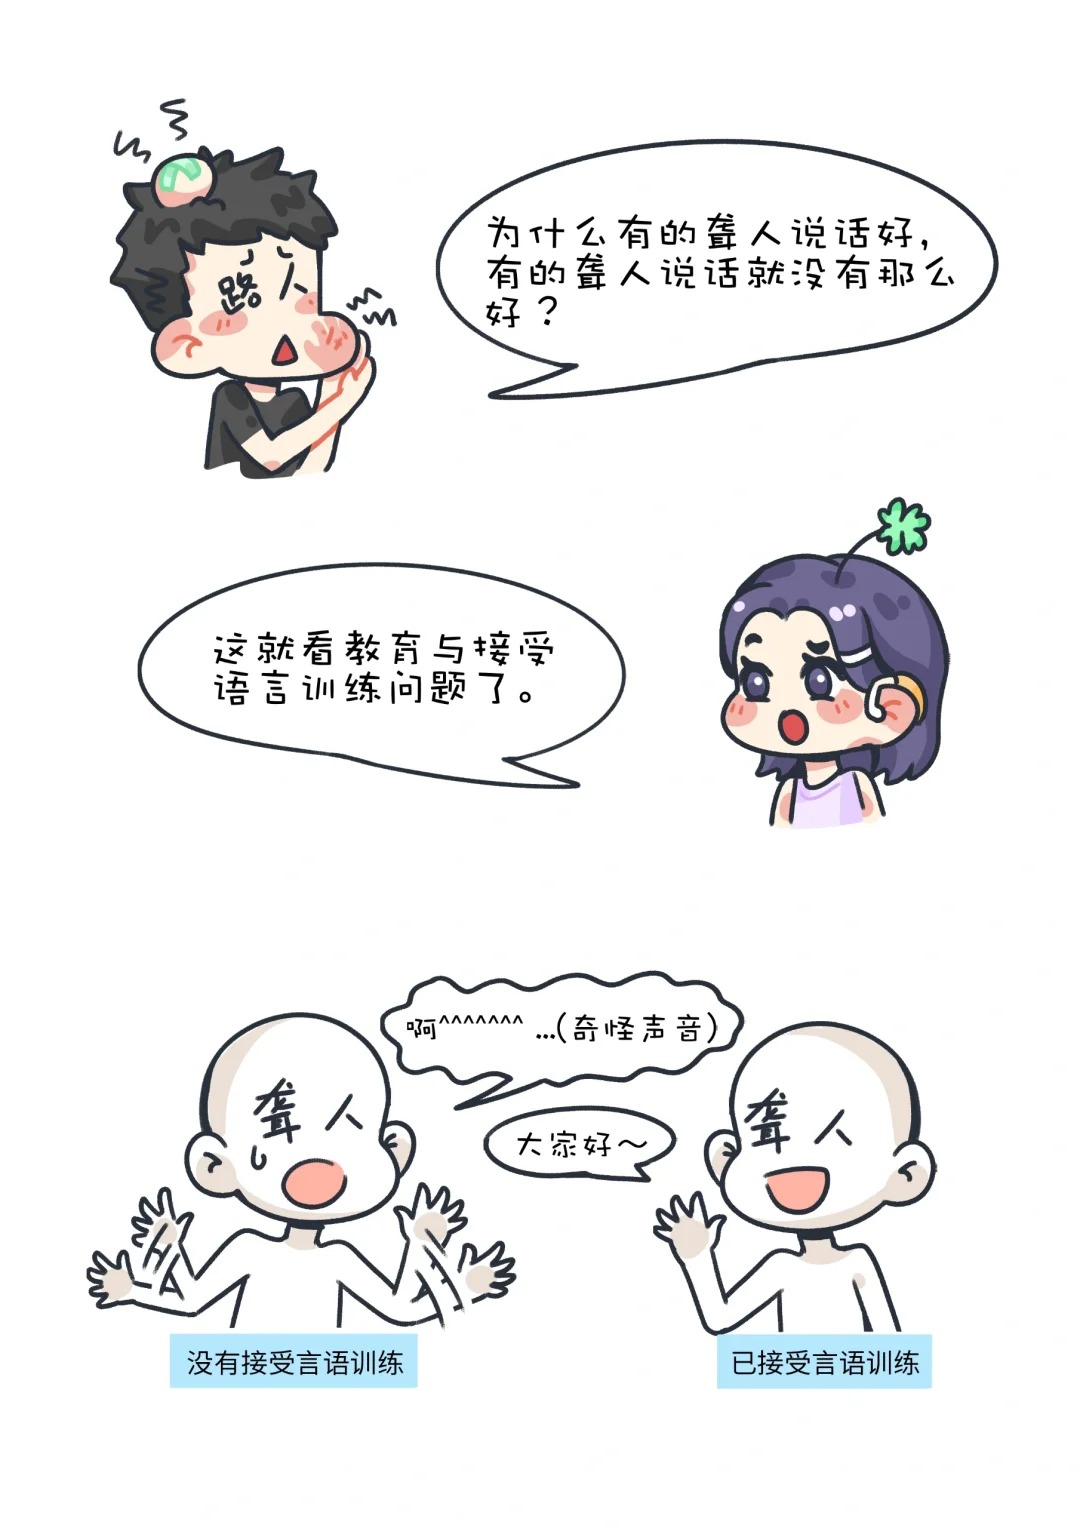 路人
为什么有的聋人说话好，
有的聋人说话就没有那么
好？
这就看教育与接受
语言训练问题了。
啊^^^^^^^ …(奇怪声音)
大家好～
聋人
聋人
没有接受言语训练
已接受言语训练